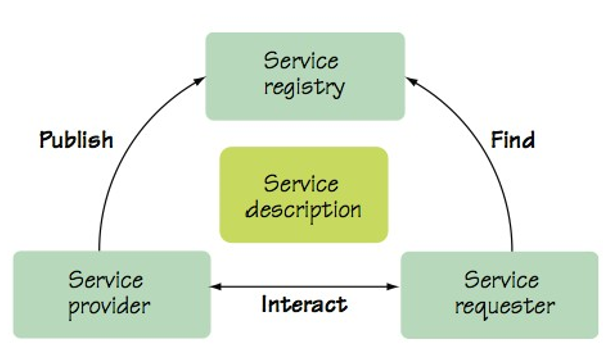 Service
registry
Publish
Find
Service
description
Service
provider
Interact
Service
requester